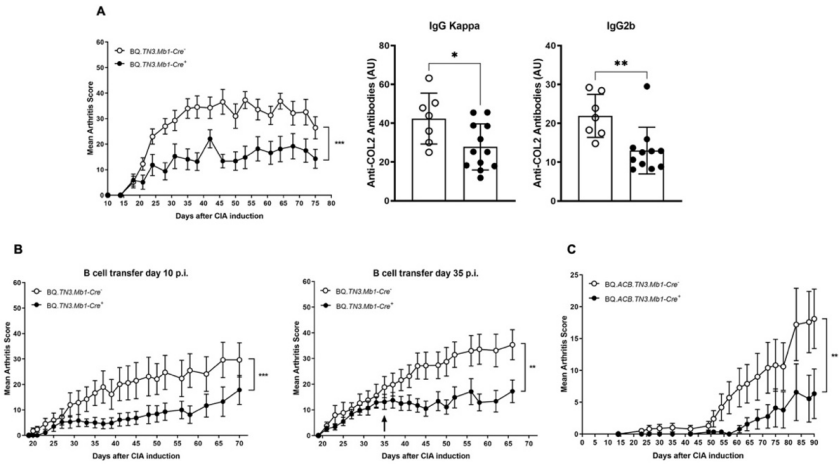 A
BQ.TN3.Mb1-Cre-
BQ.TN3.Mb1-Cre+
Mean Arthritis Score
60
50
40
30
20
10
0
10 15 20 25 30 35 40 45 50 55 60 65 70 75 80
Days after CIA induction
***
IgG Kappa
Anti-COL2 Antibodies (AU)
80
60
40
20
0
*
IgG2b
Anti-COL2 Antibodies (AU)
40
30
20
10
0
**
B
B cell transfer day 10 p.i.
BQ.TN3.Mb1-Cre-
BQ.TN3.Mb1-Cre+
Mean Arthritis Score
60
50
40
30
20
10
0
20 25 30 35 40 45 50 55 60 65 70
Days after CIA induction
***
B cell transfer day 35 p.i.
BQ.TN3.Mb1-Cre-
BQ.TN3.Mb1-Cre+
Mean Arthritis Score
60
50
40
30
20
10
0
20 25 30 35 40 45 50 55 60 65 70
Days after CIA induction
**
C
BQ.ACB.TN3.Mb1-Cre-
BQ.ACB.TN3.Mb1-Cre+
Mean Arthritis Score
25
20
15
10
5
0
0 5 10 15 20 25 30 35 40 45 50 55 60 65 70 75 80 85 90
Days after CIA induction
**